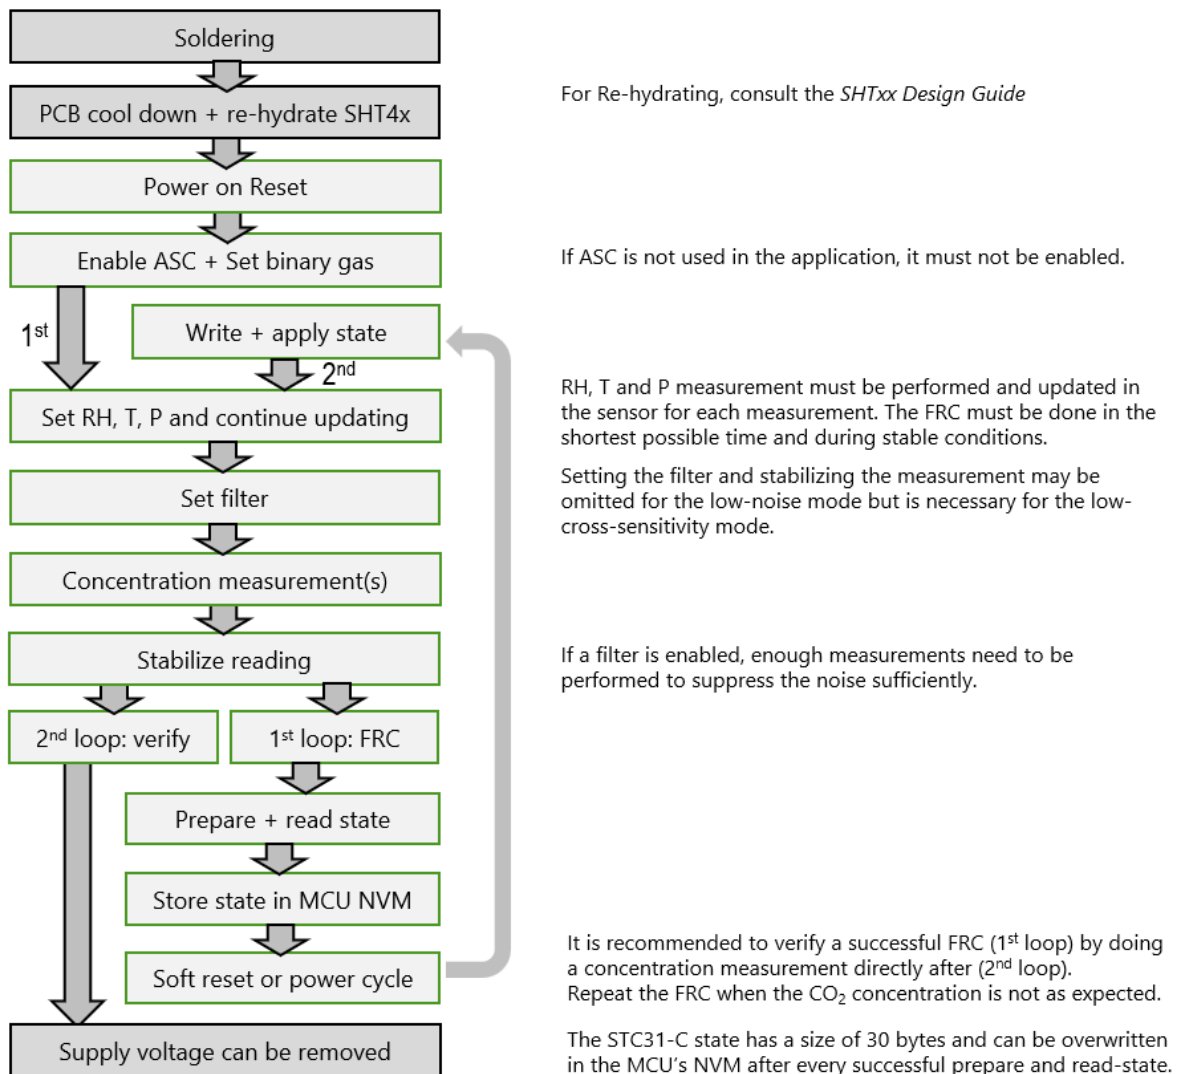 Soldering
PCB cool down + re-hydrate SHT4x
For Re-hydrating, consult the SHTxx Design Guide
Power on Reset
Enable ASC + Set binary gas
If ASC is not used in the application, it must not be enabled.
1st
Write + apply state
2nd
Set RH, T, P and continue updating
RH, T and P measurement must be performed and updated in
the sensor for each measurement. The FRC must be done in the
shortest possible time and during stable conditions.
Set filter
Setting the filter and stabilizing the measurement may be
omitted for the low-noise mode but is necessary for the low-
cross-sensitivity mode.
Concentration measurement(s)
Stabilize reading
If a filter is enabled, enough measurements need to be
performed to suppress the noise sufficiently.
2nd loop: verify
1st loop: FRC
Prepare + read state
Store state in MCU NVM
Soft reset or power cycle
It is recommended to verify a successful FRC (1st loop) by doing
a concentration measurement directly after (2nd loop).
Repeat the FRC when the CO2 concentration is not as expected.
Supply voltage can be removed
The STC31-C state has a size of 30 bytes and can be overwritten
in the MCU's NVM after every successful prepare and read-state.